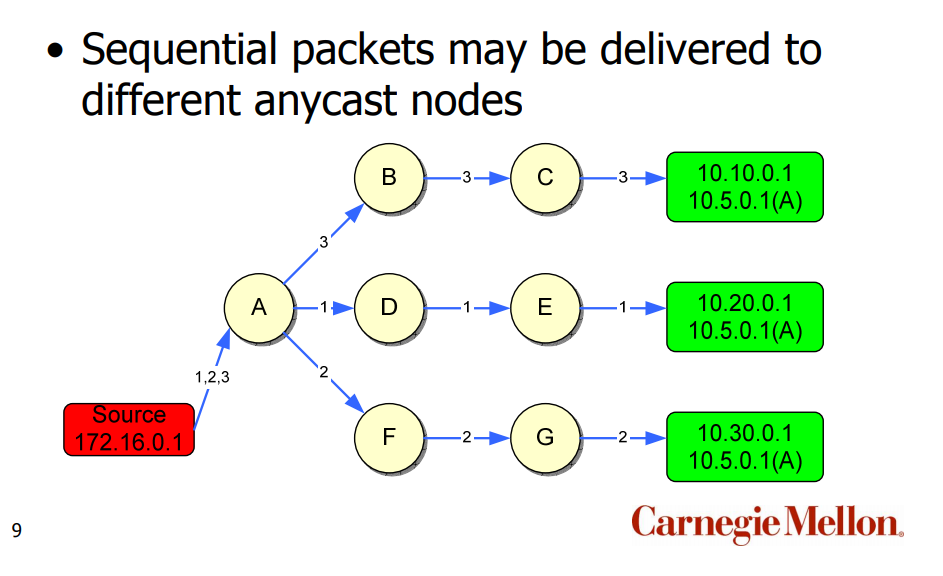 • Sequential packets may be delivered to
different anycast nodes
B
3
C
3
10.10.0.1
10.5.0.1(A)
3
A
1
D
1
E
1
10.20.0.1
10.5.0.1(A)
1,2,3
2
Source
172.16.0.1
F
2
G
2
10.30.0.1
10.5.0.1(A)
9
Carnegie Mellon.